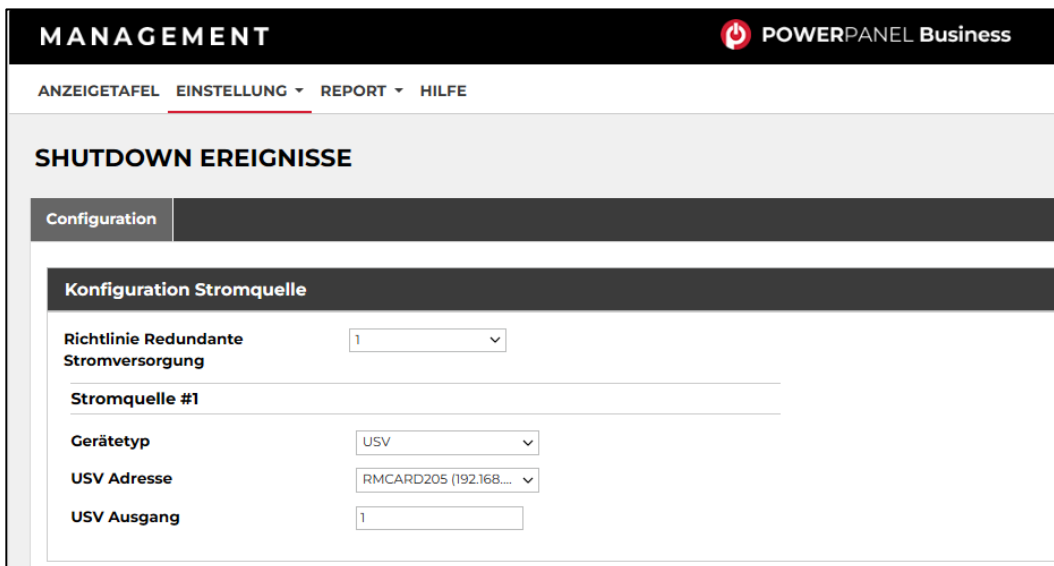 MANAGEMENT
POWERPANEL Business
ANZEIGETAFEL EINSTELLUNG REPORT HILFE
SHUTDOWN EREIGNISSE
Configuration
Konfiguration Stromquelle
Richtlinie Redundante
Stromversorgung
1
Stromquelle #1
Gerätetyp
USV
USV Adresse
RMCARD205 (192.168....
USV Ausgang
1